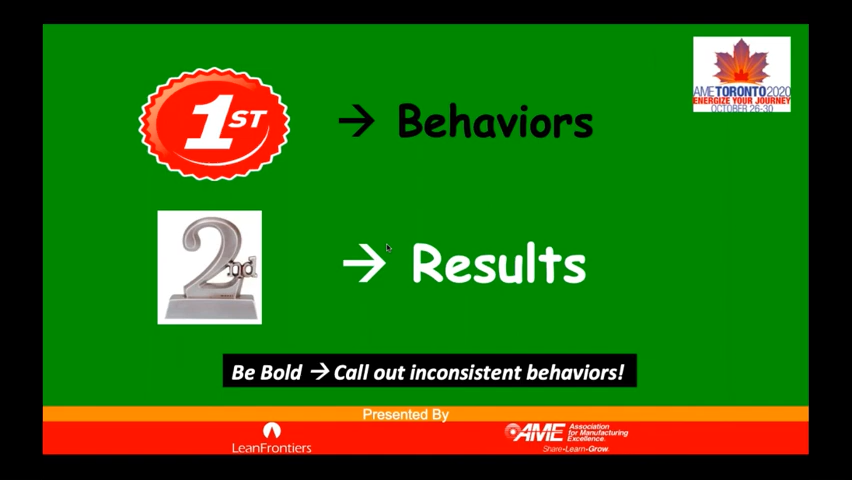 1ST
→ Behaviors
AME TORONTO 2020
ENERGIZE YOUR JOURNEY
OCTOBER 26-30
2nd
→ Results
Be Bold → Call out inconsistent behaviors!
Presented By
LeanFrontiers
AME Association
for Manufacturing
Excellence
Share-Learn-Grow